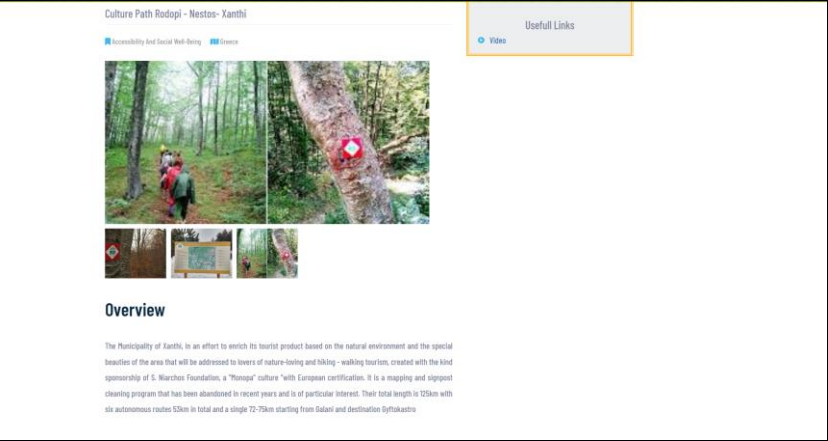 Culture Path Rodopi - Nestos- Xanthi
Accessibility And Social Well-Being Greece
Usefull Links
Video
Overview
The Municipality of Xanthi, in an effort to enrich its tourist product based on the natural environment and the special
beauties of the area that will be addressed to lovers of nature-loving and hiking - walking tourism, created with the kind
sponsorship of S. Niarchos Foundation, a "Monopa" culture "with European certification. It is a mapping and signpost
cleaning program that has been abandoned in recent years and is of particular interest. Their total length is 125km with
six autonomous routes 53km in total and a single 72-75km starting from Galani and destination Gyftokastro